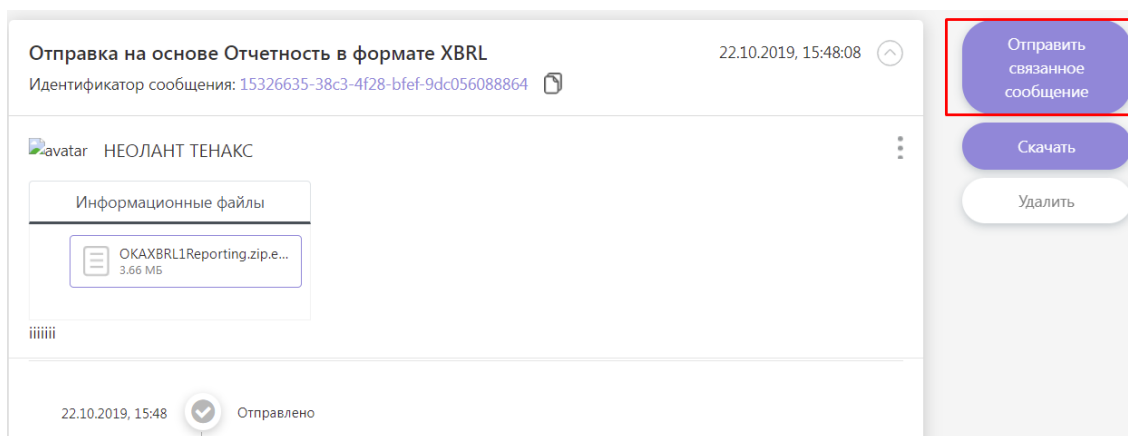 Отправка на основе Отчетность в формате XBRL
22.10.2019, 15:48:08
Идентификатор сообщения: 15326635-38c3-4f28-bfef-9dc056088864
avatar НЕОЛАНТ ТЕНАКС
Информационные файлы
OKAXBRL1Reporting.zip.e...
3.66 МБ
iiiiiii
22.10.2019, 15:48 Отправлено
Отправить
связанное
сообщение
Скачать
Удалить